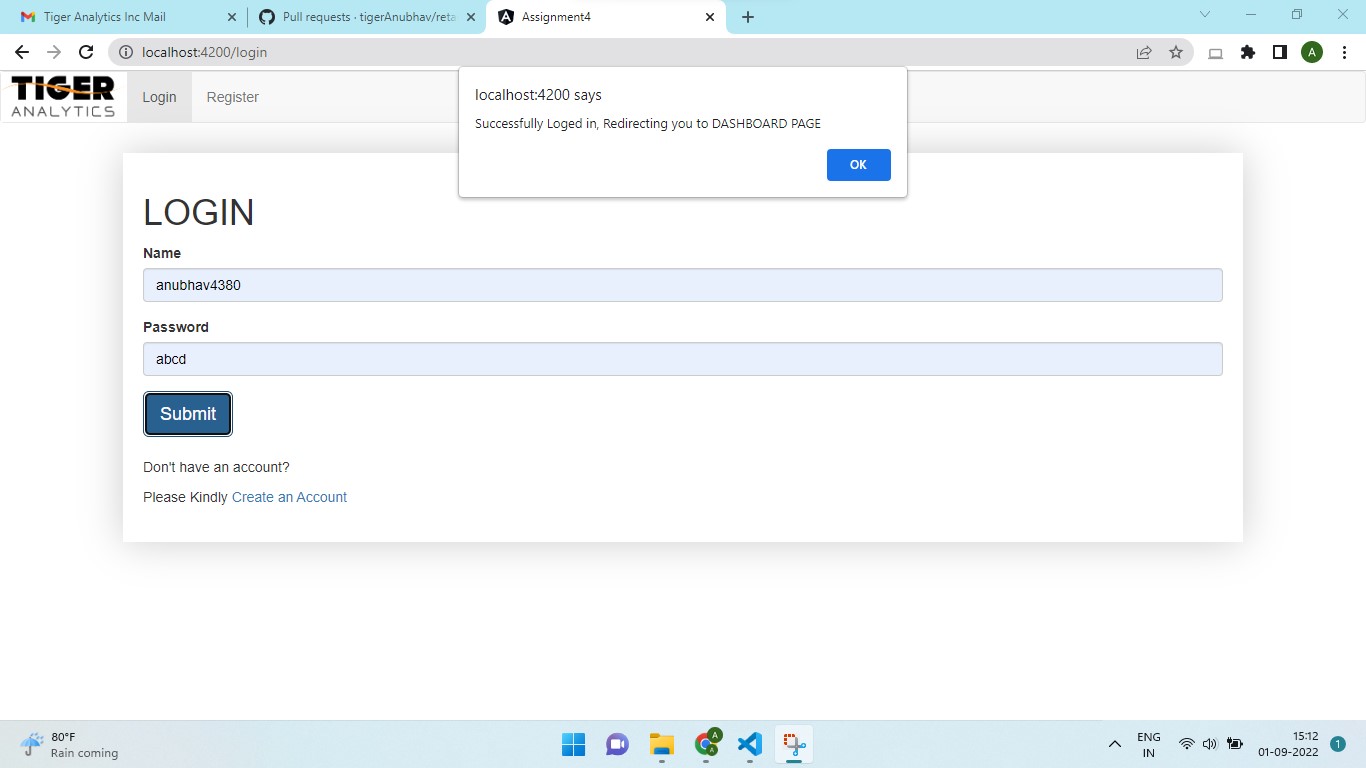 Tiger Analytics Inc Mail
Pull requests · tigerAnubhav/reta
Assignment4
localhost:4200/login
A
TIGER
ANALYTICS
Login
Register
localhost:4200 says
Successfully Loged in, Redirecting you to DASHBOARD PAGE
OK
LOGIN
Name
anubhav4380
Password
abcd
Submit
Don't have an account?
Please Kindly Create an Account
80°F
Rain coming
A
A
ENG
IN
15:12
01-09-2022
1